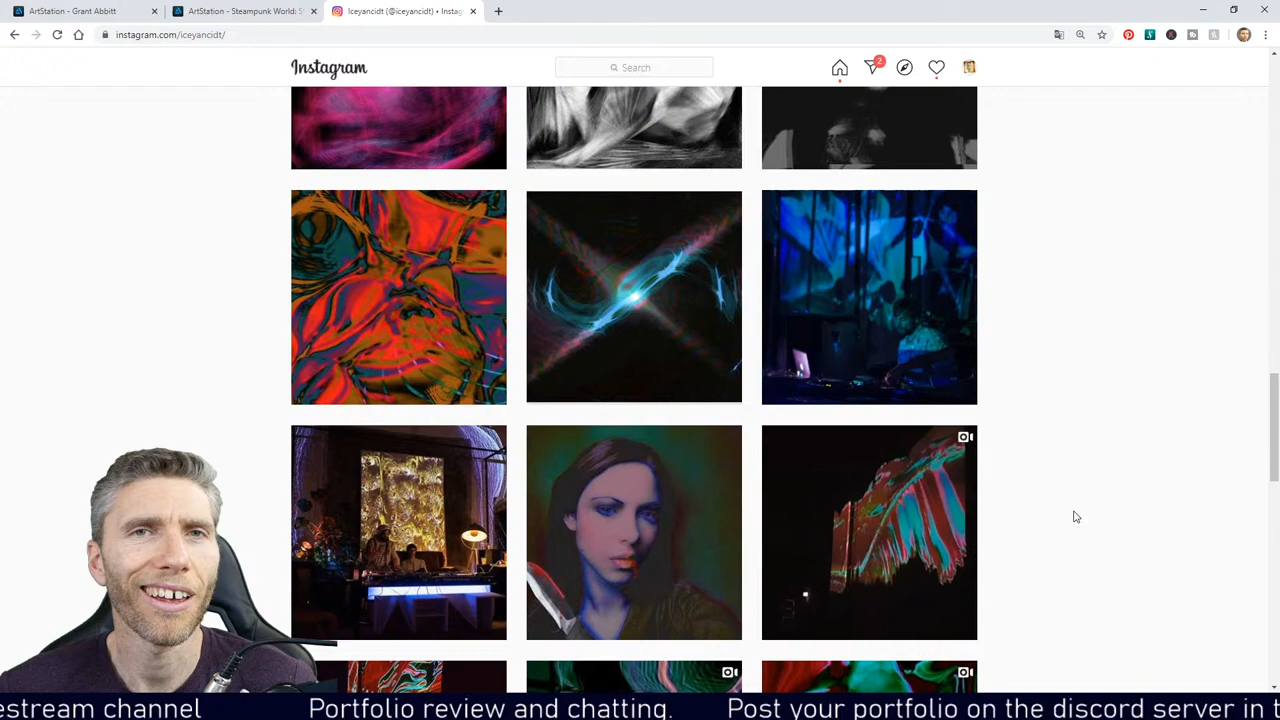 ArtStation - Grant Abbitt
ArtStation - Steampunk World: S
Iceyancidt (@iceyancidt) • Instag
instagram.com/iceyancidt/
Instagram
Search
2
estream channel Portfolio review and chatting. Post your portfolio on the discord server in t